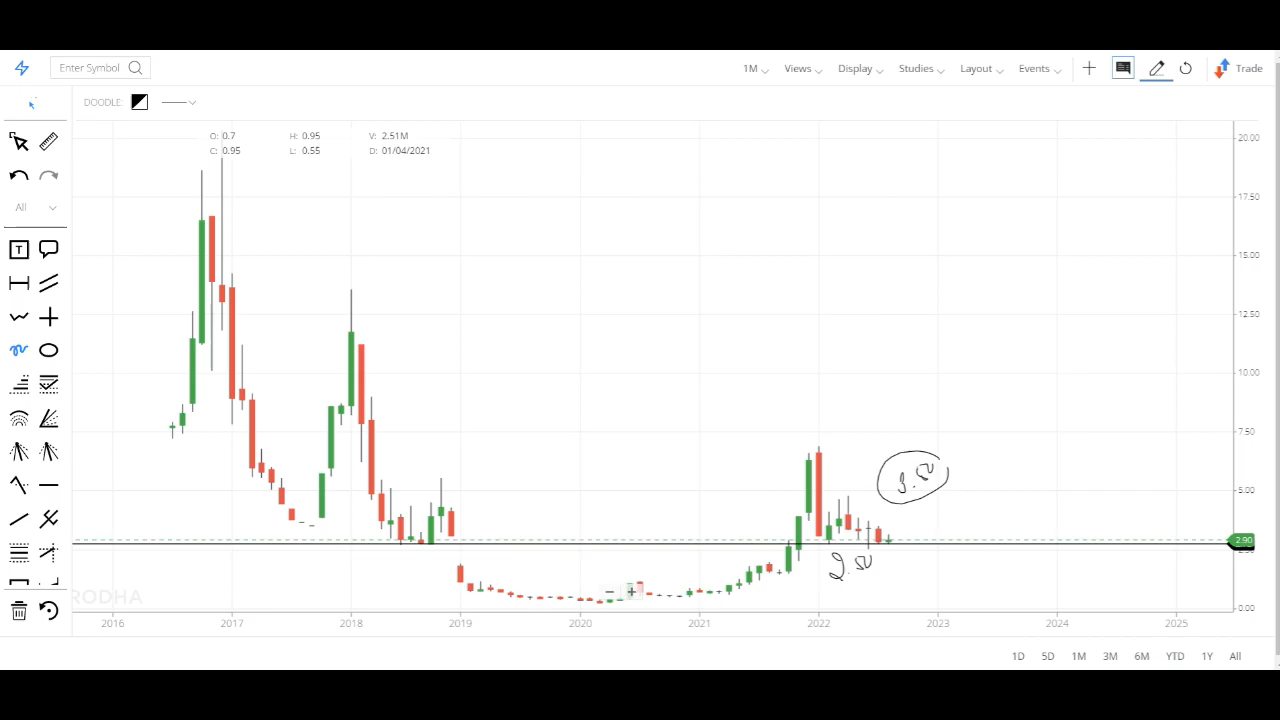 Enter Symbol 1M Views Display Studies Layout Events Trade
DOODLE:
O: 0.7 H: 0.95 V: 2.51M
C: 0.95 L: 0.55 D: 01/04/2021
All
T
20.00
17.50
15.00
12.50
10.00
7.50
5.00
2.90
0.00
2.50
RODHA
2016 2017 2018 2019 2020 2021 2022 2023 2024 2025
1D 5D 1M 3M 6M YTD 1Y All